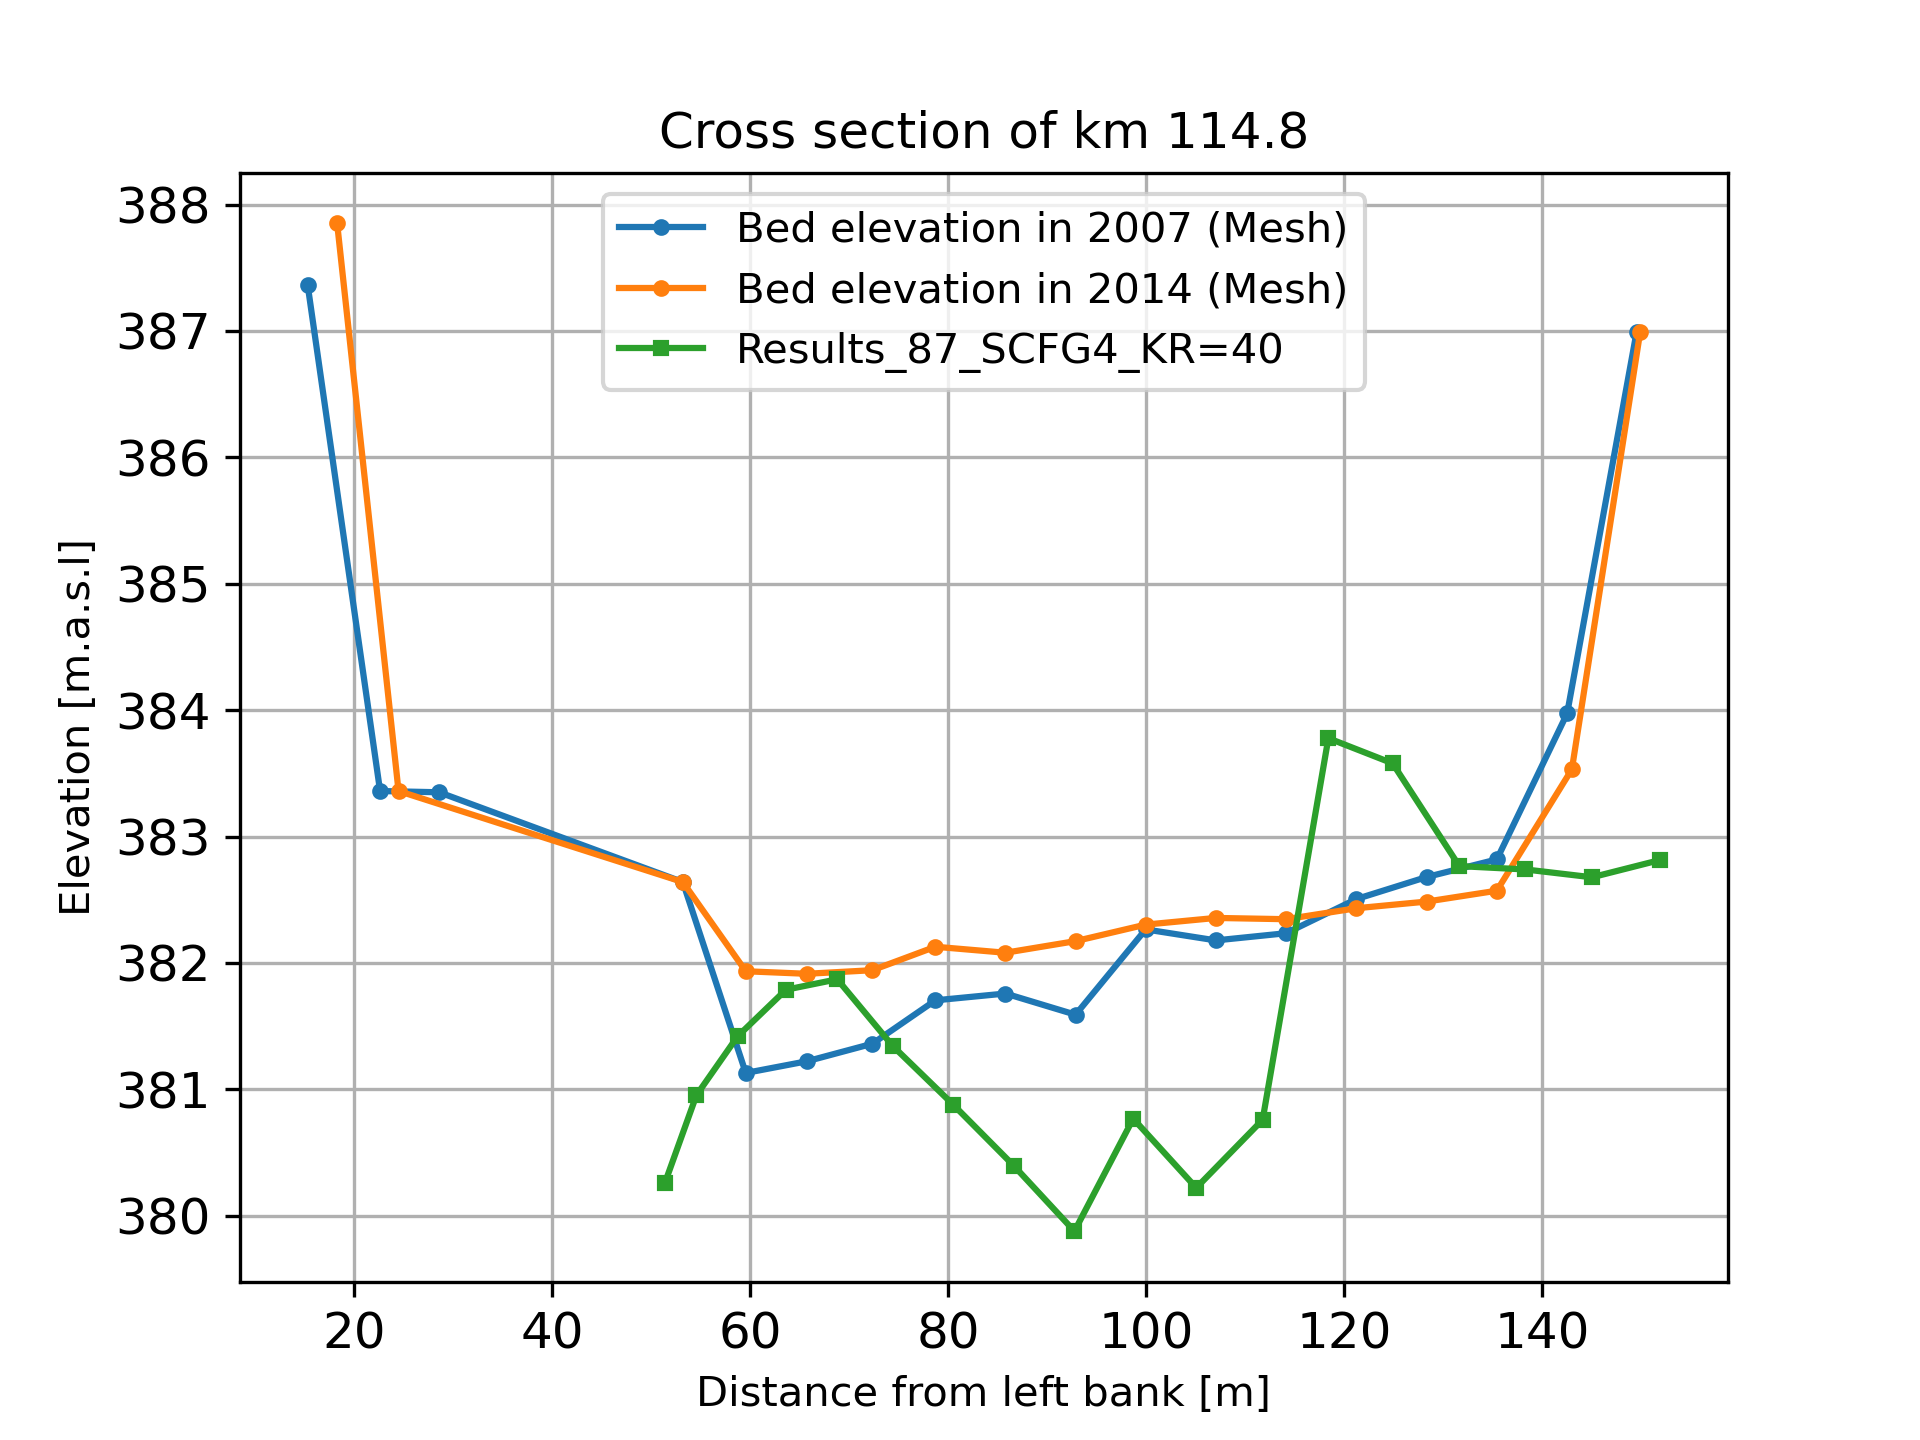 Cross section of km 114.8
Bed elevation in 2007 (Mesh)
Bed elevation in 2014 (Mesh)
Results_87_SCFG4_KR=40
Elevation [m.a.s.l]
388
387
386
385
384
383
382
381
380
20 40 60 80 100 120 140
Distance from left bank [m]